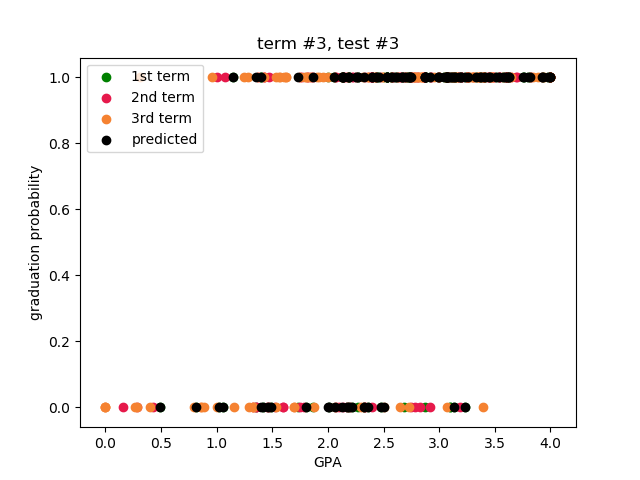 term #3, test #3
1st term
2nd term
3rd term
predicted
graduation probability
1.0
0.8
0.6
0.4
0.2
0.0
0.0 0.5 1.0 1.5 2.0 2.5 3.0 3.5 4.0
GPA